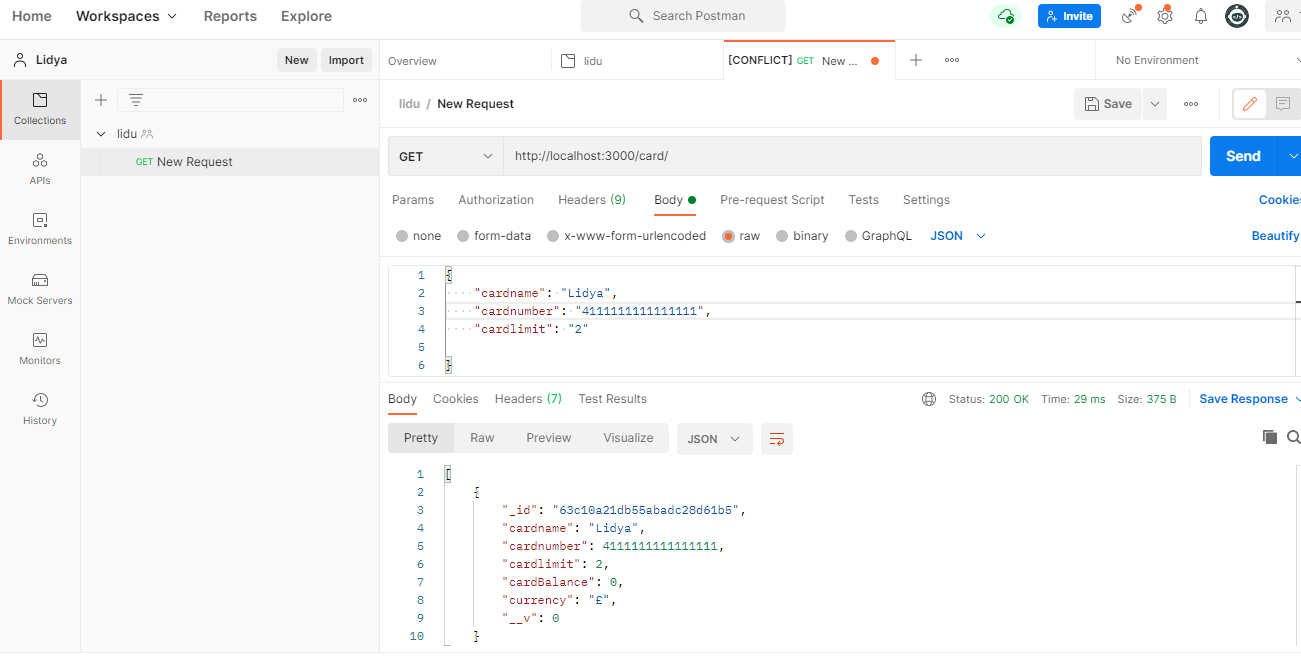 Home Workspaces Reports Explore Search Postman Invite
Lidya New Import Overview lidu [CONFLICT] GET New ... No Environment
lidu / New Request Save
Collections
APIs
Environments
Mock Servers
Monitors
History
lidu
GET New Request
GET http://localhost:3000/card/ Send
Params Authorization Headers (9) Body Pre-request Script Tests Settings Cookies
none form-data x-www-form-urlencoded raw binary GraphQL JSON Beautify
1 {
2 "cardname": "Lidya",
3 "cardnumber": "4111111111111111",
4 "cardlimit": "2"
5
6 }
Body Cookies Headers (7) Test Results Status: 200 OK Time: 29 ms Size: 375 B Save Response
Pretty Raw Preview Visualize JSON
1 [
2 {
3 "_id": "63c10a21db55abadc28d61b5",
4 "cardname": "Lidya",
5 "cardnumber": 4111111111111111,
6 "cardlimit": 2,
7 "cardBalance": 0,
8 "currency": "£",
9 "__v": 0
10 }